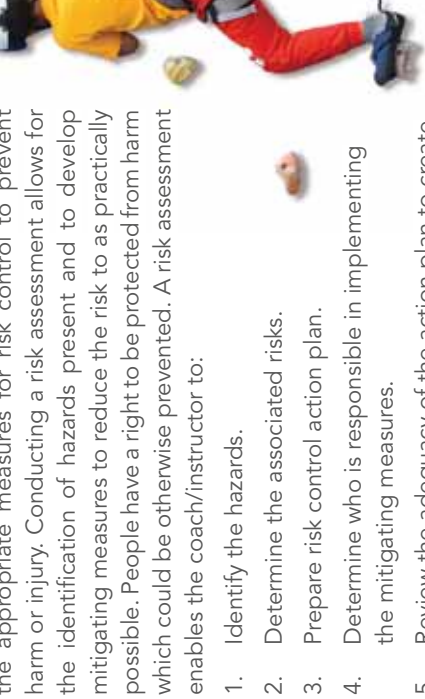 the appropriate measures for risk control to prevent
harm or injury. Conducting a risk assessment allows for
the identification of hazards present and to develop
mitigating measures to reduce the risk to as practically
possible. People have a right to be protected from harm
which could be otherwise prevented. A risk assessment
enables the coach/instructor to:
1. Identify the hazards.
2. Determine the associated risks.
3. Prepare risk control action plan.
4. Determine who is responsible in implementing
the mitigating measures.
5. Review the adequacy of the action plan to create